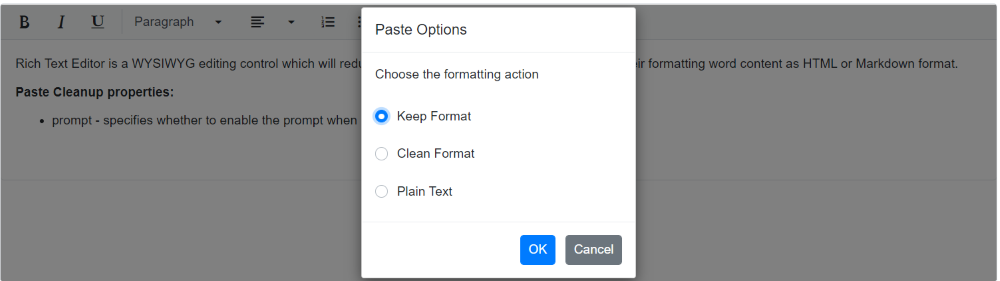 B I U Paragraph
Paste Options
Rich Text Editor is a WYSIWYG editing control which will redu
eir formatting word content as HTML or Markdown format.
Choose the formatting action
Paste Cleanup properties:
• prompt - specifies whether to enable the prompt when
Keep Format
Clean Format
Plain Text
OK Cancel